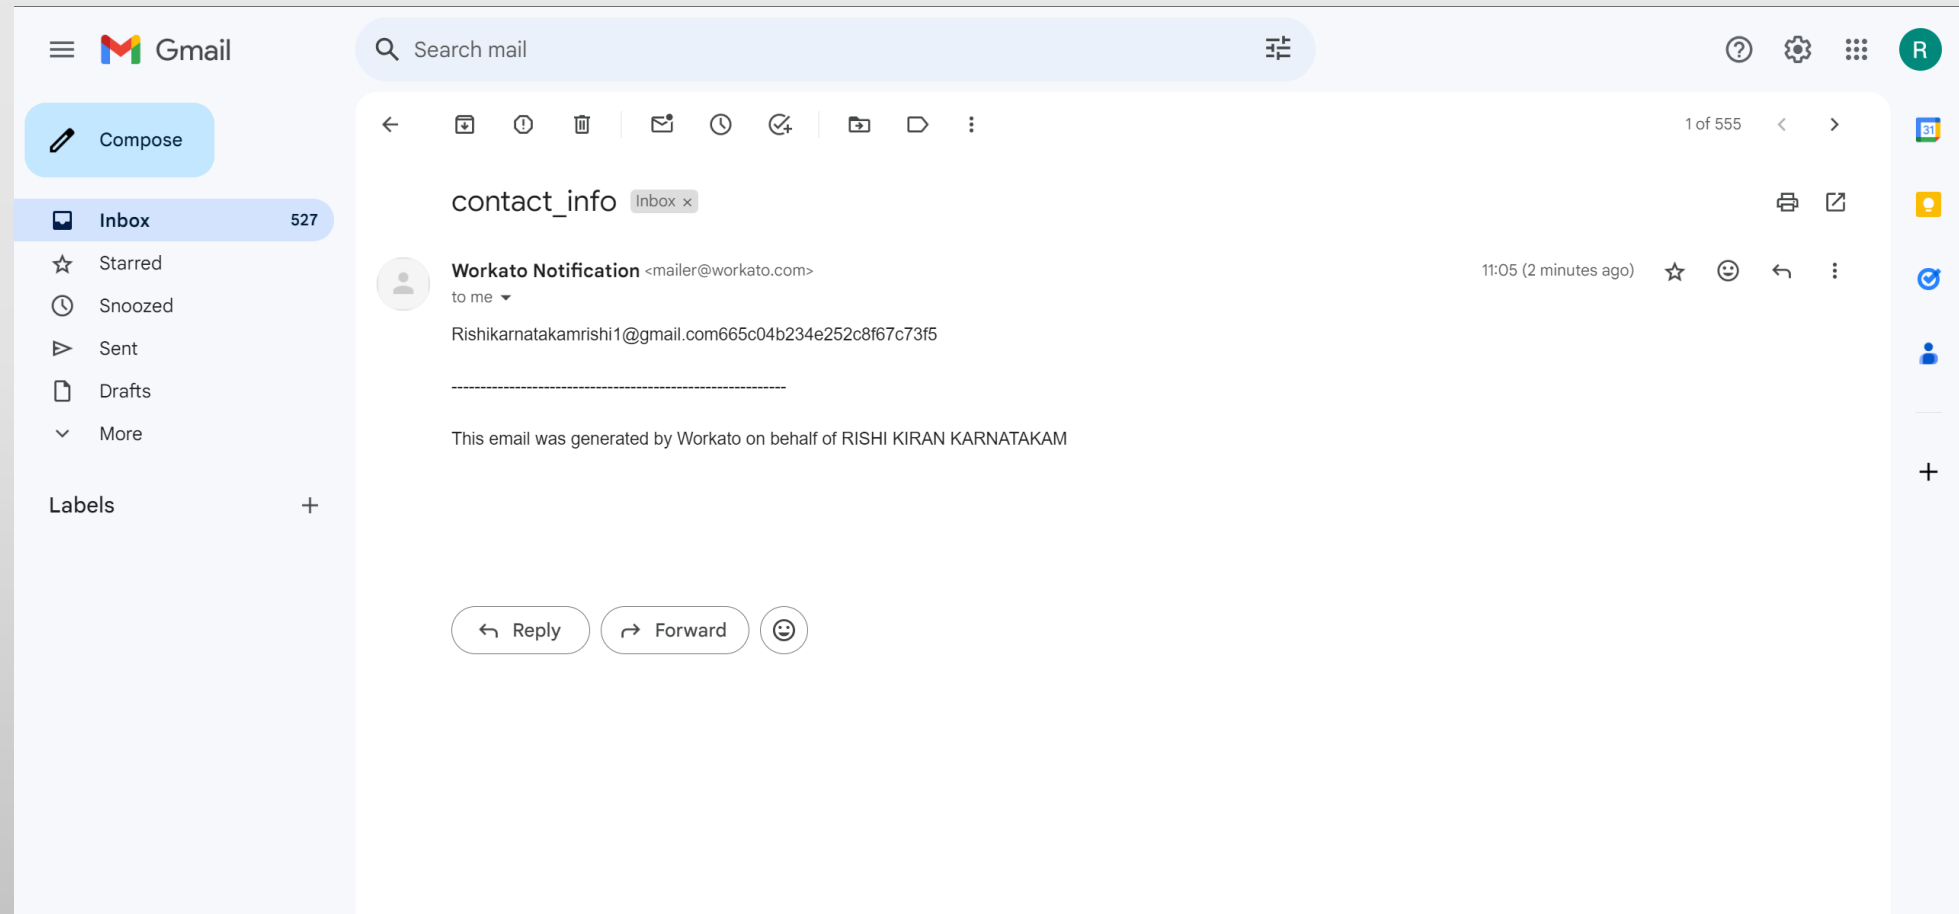 Gmail
Search mail
R
Compose
1 of 555
31
contact_info Inbox ×
Inbox 527
Starred
Snoozed
Sent
Drafts
More
Labels
Workato Notification <mailer@workato.com> 11:05 (2 minutes ago)
to me
Rishikarnatakamrishi1@gmail.com665c04b234e252c8f67c73f5
----------------------------------------------------------
This email was generated by Workato on behalf of RISHI KIRAN KARNATAKAM
Reply Forward